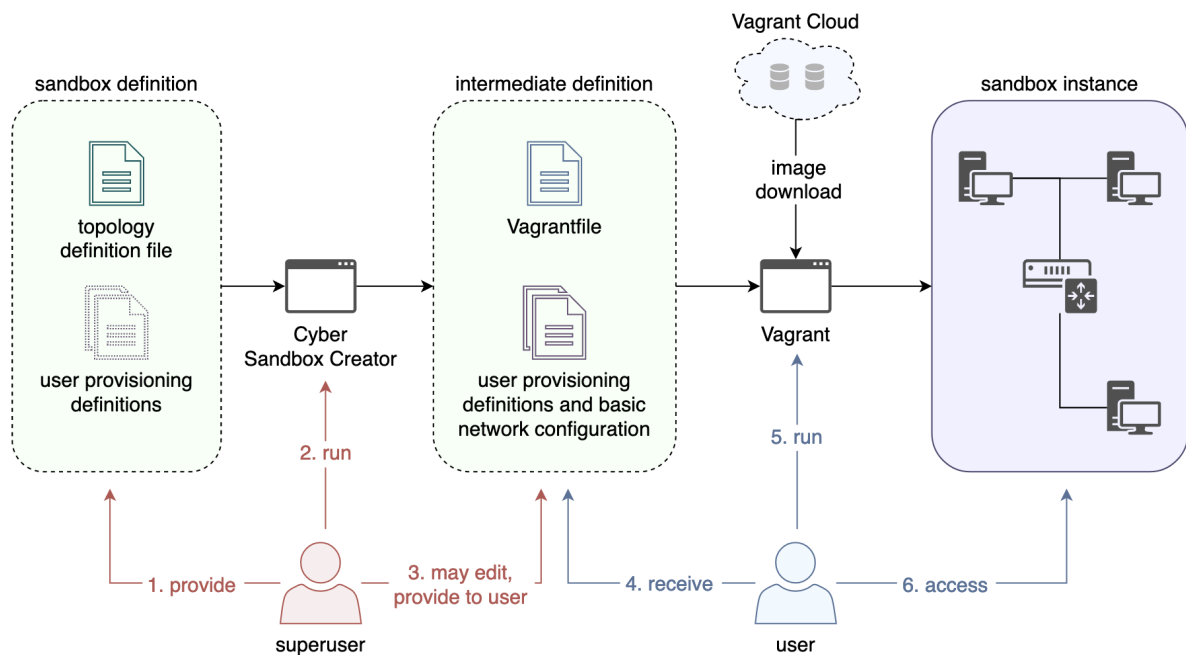 Vagrant Cloud
sandbox definition
intermediate definition
sandbox instance
topology
definition file
user provisioning
definitions
Cyber
Sandbox Creator
Vagrantfile
user provisioning
definitions and basic
network configuration
image
download
Vagrant
2. run
5. run
1. provide
3. may edit,
provide to user
4. receive
6. access
superuser
user